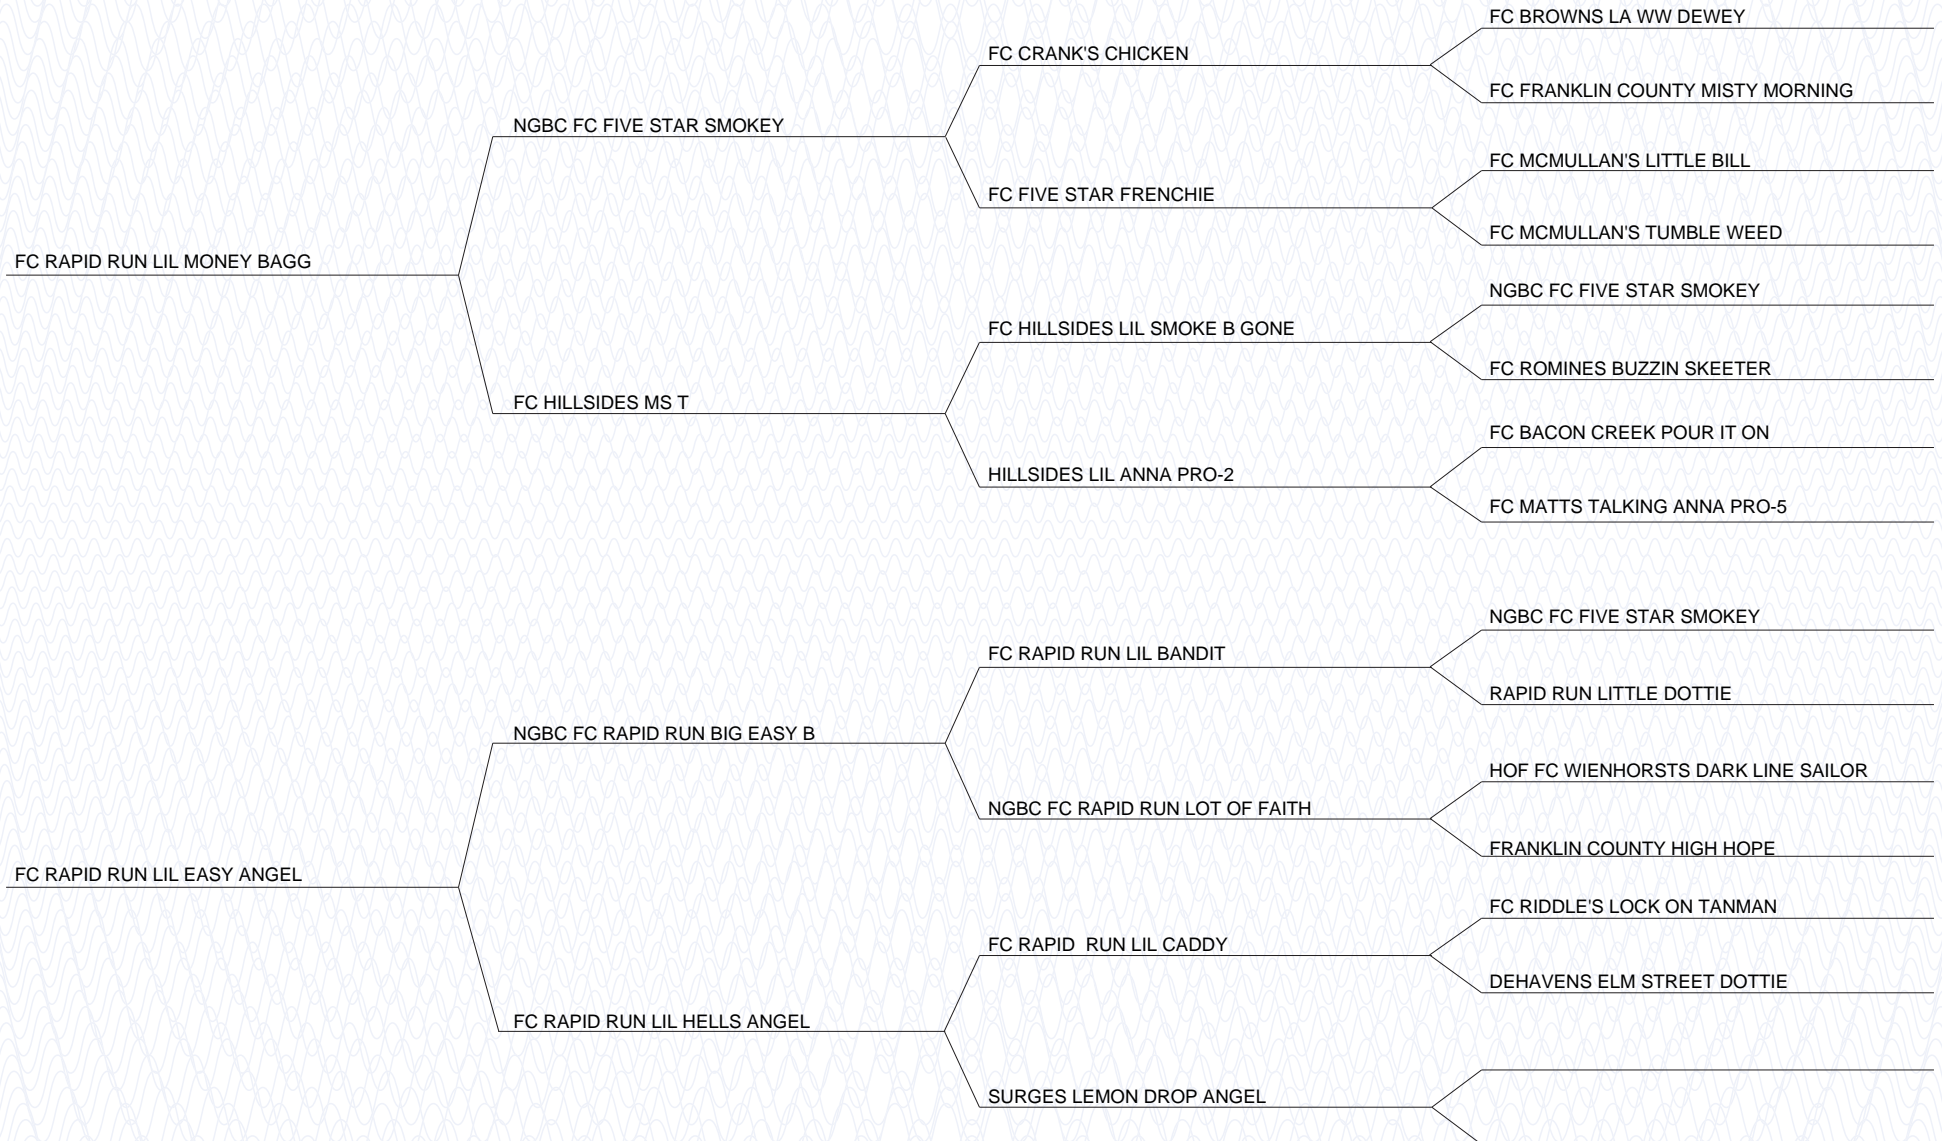 FC BROWNS LA WW DEWEY
FC CRANK'S CHICKEN
FC FRANKLIN COUNTY MISTY MORNING
NGBC FC FIVE STAR SMOKEY
FC MCMULLAN'S LITTLE BILL
FC FIVE STAR FRENCHIE
FC MCMULLAN'S TUMBLE WEED
FC RAPID RUN LIL MONEY BAGG
NGBC FC FIVE STAR SMOKEY
FC HILLSIDES LIL SMOKE B GONE
FC ROMINES BUZZIN SKEETER
FC HILLSIDES MS T
FC BACON CREEK POUR IT ON
HILLSIDES LIL ANNA PRO-2
FC MATTS TALKING ANNA PRO-5
NGBC FC FIVE STAR SMOKEY
FC RAPID RUN LIL BANDIT
RAPID RUN LITTLE DOTTIE
NGBC FC RAPID RUN BIG EASY B
HOF FC WIENHORSTS DARK LINE SAILOR
NGBC FC RAPID RUN LOT OF FAITH
FRANKLIN COUNTY HIGH HOPE
FC RAPID RUN LIL EASY ANGEL
FC RIDDLE'S LOCK ON TANMAN
FC RAPID  RUN LIL CADDY
DEHAVENS ELM STREET DOTTIE
FC RAPID RUN LIL HELLS ANGEL
SURGES LEMON DROP ANGEL